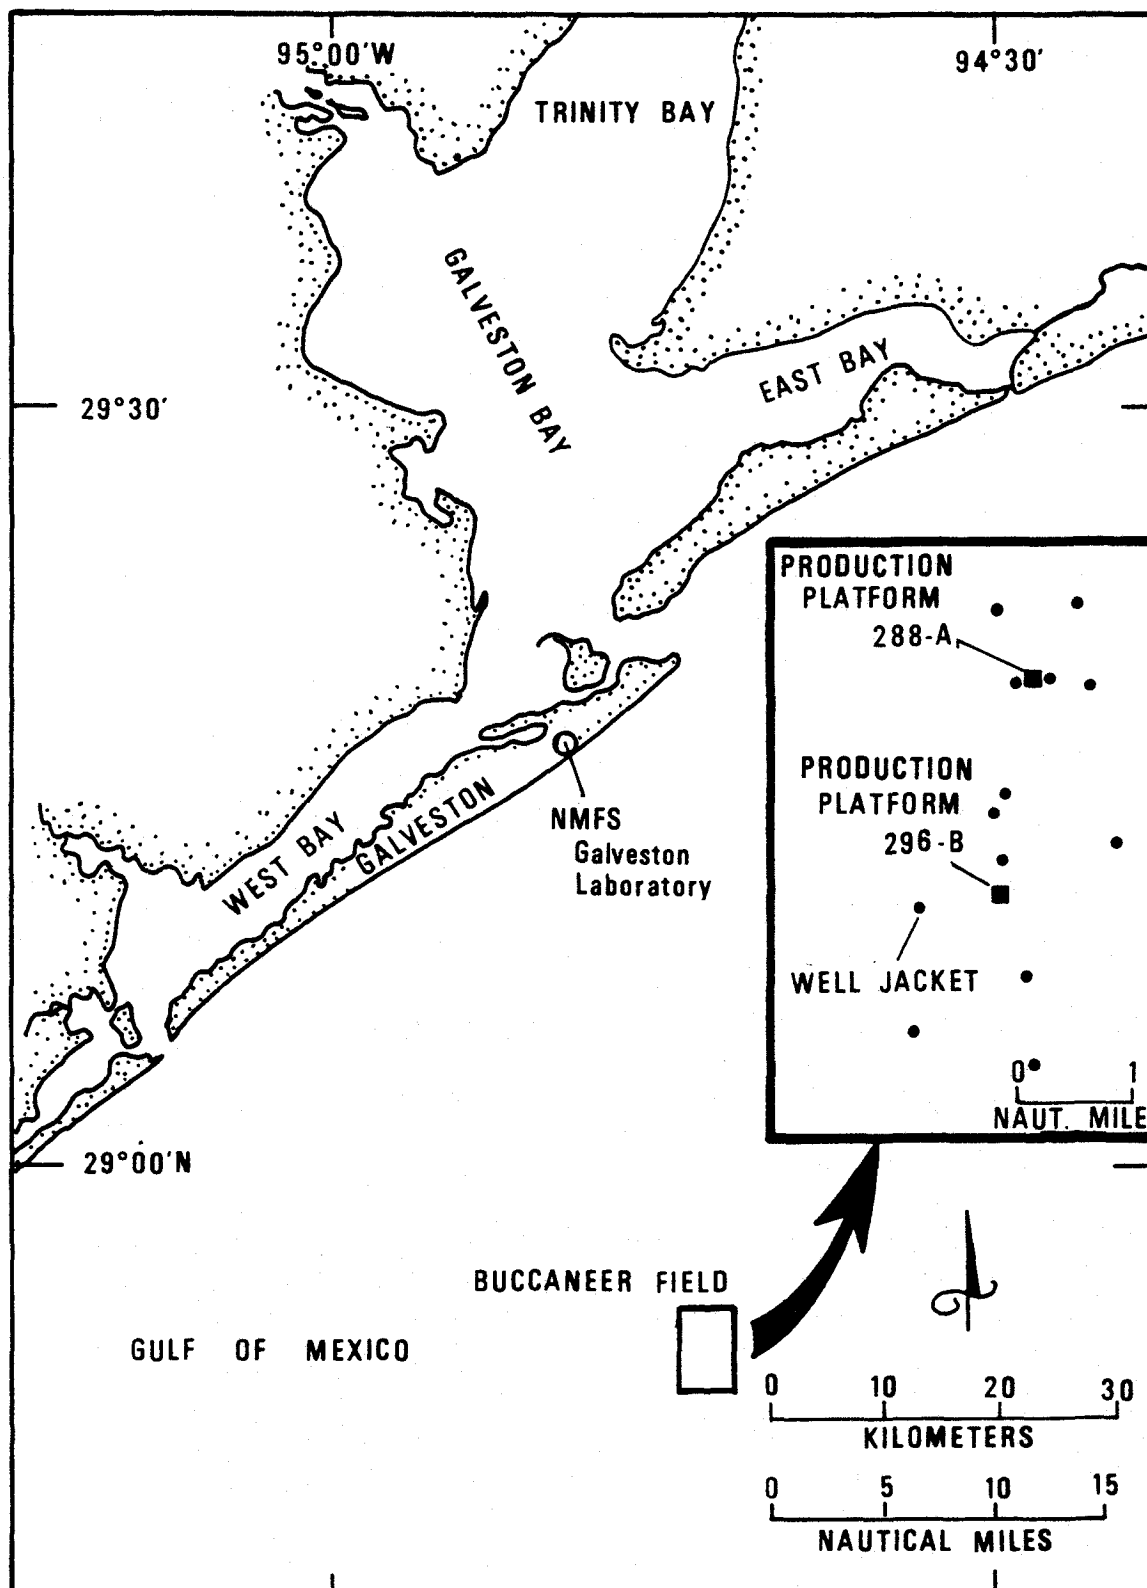 95°00'W
94°30'
TRINITY BAY
GALVESTON BAY
EAST BAY
29°30'
PRODUCTION
PLATFORM
288-A
PRODUCTION
PLATFORM
296-B
WELL JACKET
0 1
NAUT. MILE
NMFS
Galveston
Laboratory
WEST BAY
GALVESTON
29°00'N
BUCCANEER FIELD
GULF OF MEXICO
0 10 20 30
KILOMETERS
0 5 10 15
NAUTICAL MILES